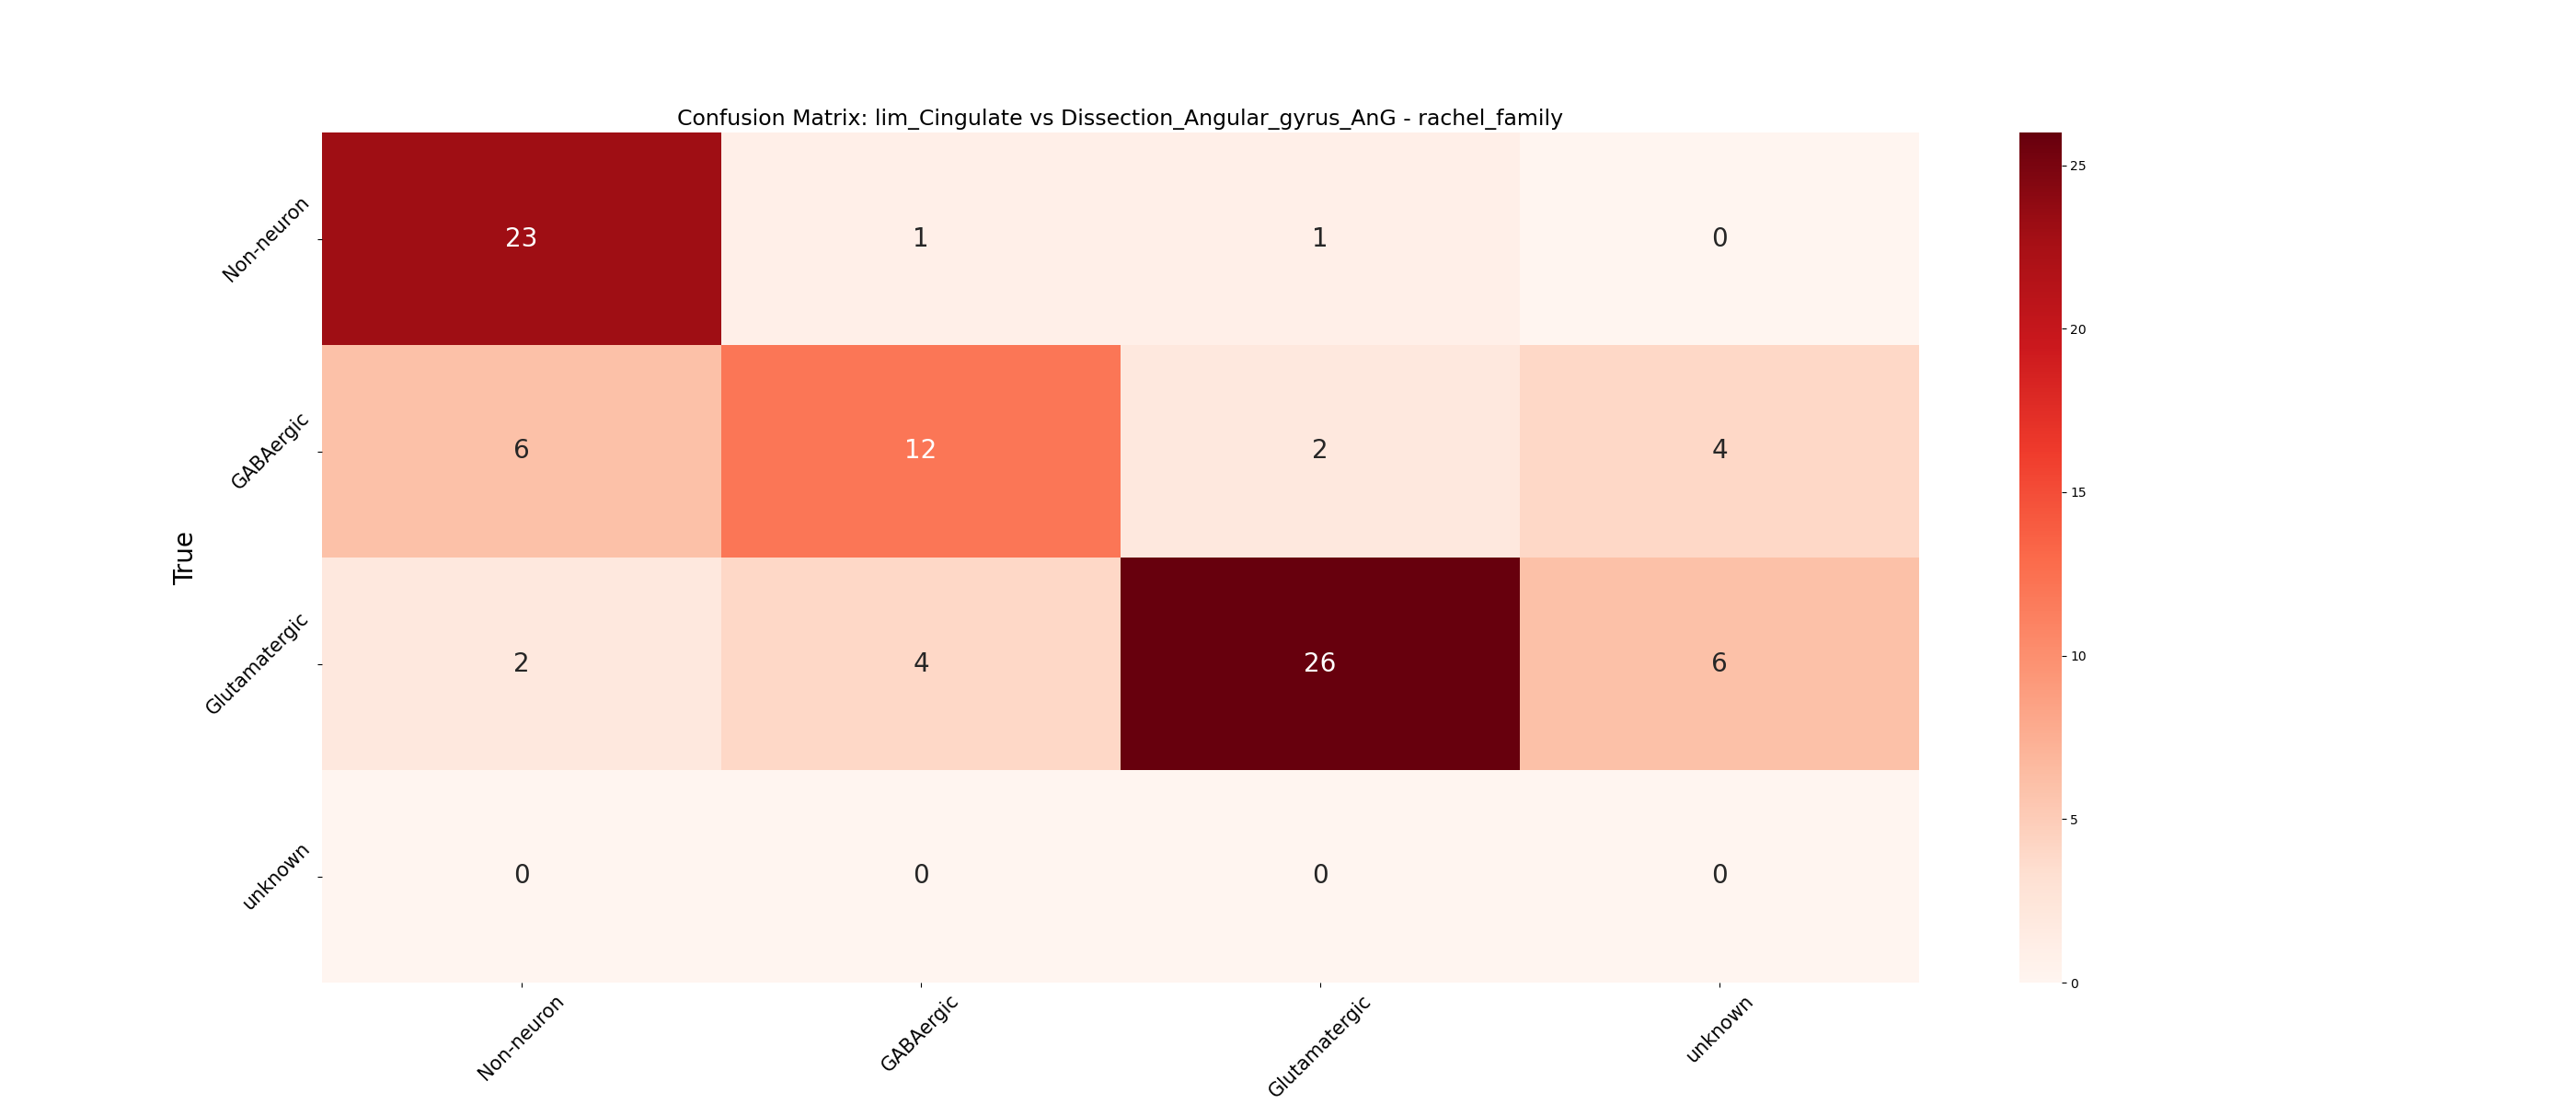 Confusion Matrix: lim_Cingulate vs Dissection_Angular_gyrus_AnG - rachel_family
True
Non-neuron 23 1 1 0
GABAergic 6 12 2 4
Glutamatergic 2 4 26 6
unknown 0 0 0 0
Non-neuron GABAergic Glutamatergic unknown
25
20
15
10
5
0